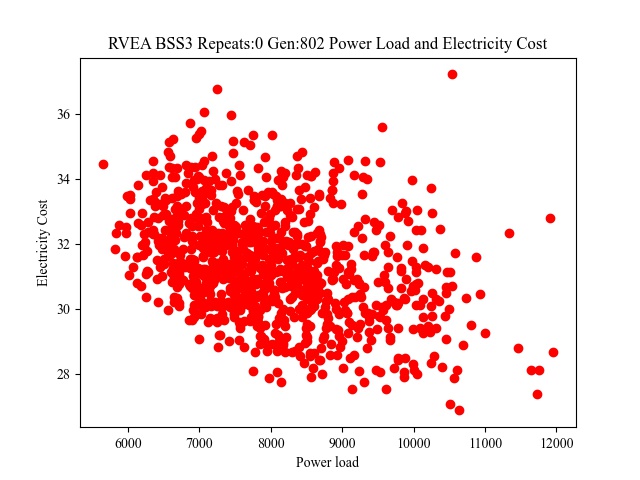 RVEA BSS3 Repeats:0 Gen:802 Power Load and Electricity Cost
Electricity Cost
36
34
32
30
28
6000 7000 8000 9000 10000 11000 12000
Power load